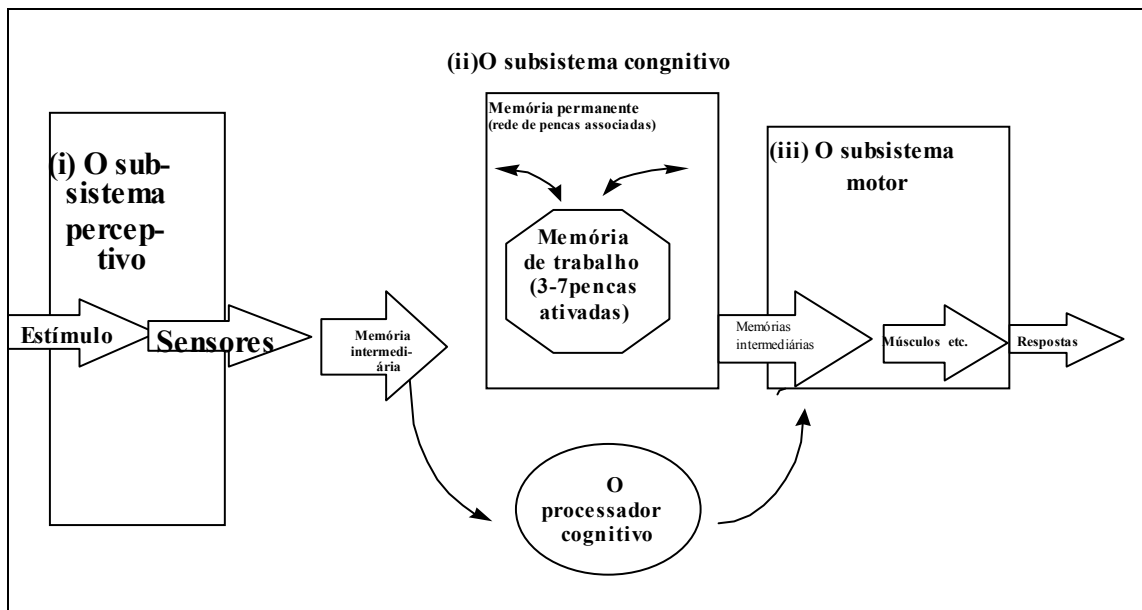 (ii)O subsistema congnitivo
Memória permanente
(rede de pencas associadas)
(i) O sub-
sistema
percep-
tivo
(iii) O subsistema
motor
Memória
de trabalho
(3-7pencas
ativadas)
Estímulo
Sensores
Memória
intermedi-
ária
Memórias
intermediárias
Músculos etc.
Respostas
O
processador
cognitivo